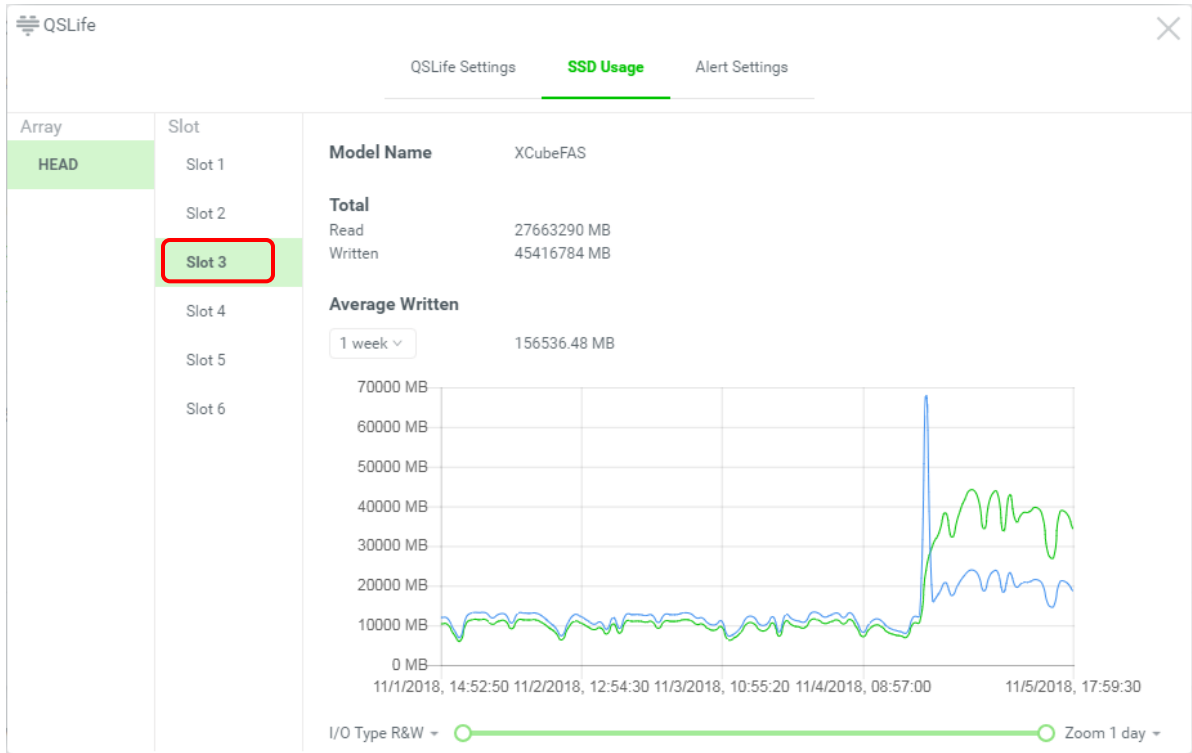 QSLife
QSLife Settings SSD Usage Alert Settings
Array Slot
HEAD
Slot 1
Slot 2
Slot 3
Slot 4
Slot 5
Slot 6
Model Name XCubeFAS
Total
Read 27663290 MB
Written 45416784 MB
Average Written
1 week 156536.48 MB
70000 MB
60000 MB
50000 MB
40000 MB
30000 MB
20000 MB
10000 MB
0 MB
11/1/2018, 14:52:50 11/2/2018, 12:54:30 11/3/2018, 10:55:20 11/4/2018, 08:57:00 11/5/2018, 17:59:30
I/O Type R&W Zoom 1 day